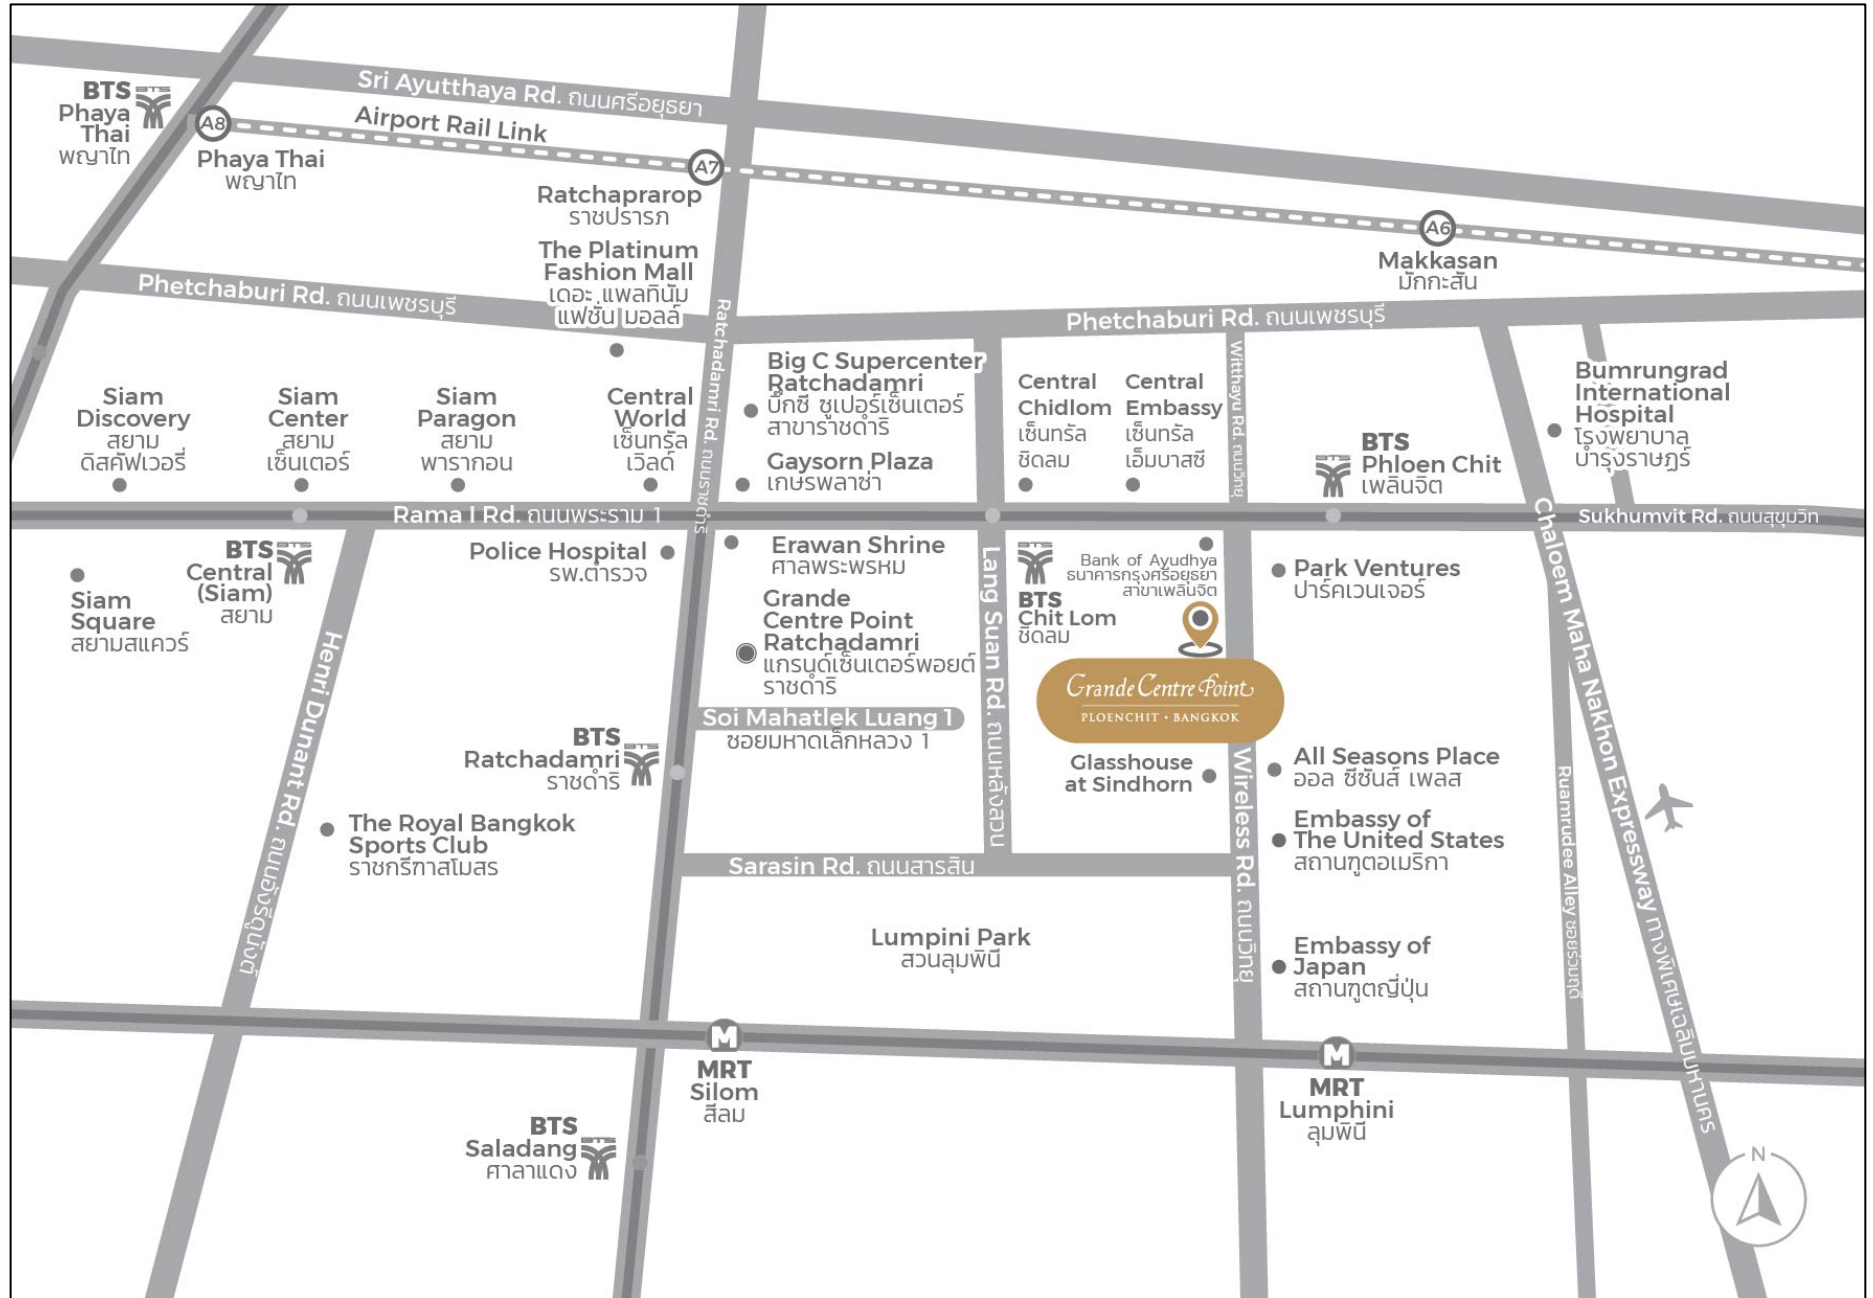 Sri Ayutthaya Rd. ถนนศรีอยุธยา
BTS
Phaya
Thai
พญาไท
BTS
A8
Airport Rail Link
Phaya Thai
พญาไท
A7
Ratchaprarop
ราชปรารภ
A6
Makkasan
มักกะสัน
The Platinum
Fashion Mall
เดอะ แพลทินัม
แฟชั่น มอลล์
Phetchaburi Rd. ถนนเพชรบุรี
Phetchaburi Rd. ถนนเพชรบุรี
Ratchadamri Rd. ถนนราชดำริ
Witthayu Rd. ถนนวิทยุ
Siam
Discovery
สยาม
ดิสคัฟเวอรี่
Siam
Center
สยาม
เซ็นเตอร์
Siam
Paragon
สยาม
พารากอน
Central
World
เซ็นทรัล
เวิลด์
Big C Supercenter
Ratchadamri
บิ๊กซี ซูเปอร์เซ็นเตอร์
สาขาราชดำริ
Gaysorn Plaza
เกษรพลาซ่า
Central
Chidlom
เซ็นทรัล
ชิดลม
Central
Embassy
เซ็นทรัล
เอ็มบาสซี
BTS
BTS
Phloen Chit
เพลินจิต
Bumrungrad
International
Hospital
โรงพยาบาล
บำรุงราษฎร์
Rama I Rd. ถนนพระราม 1
Sukhumvit Rd. ถนนสุขุมวิท
Chaloem Maha Nakhon Expressway ทางพิเศษเฉลิมมหานคร
Siam
Square
สยามสแควร์
BTS
Central
(Siam)
สยาม
BTS
Henri Dunant Rd. ถนนอังรีดูนังต์
Police Hospital
รพ.ตำรวจ
Erawan Shrine
ศาลพระพรหม
Grande
Centre Point
Ratchadamri
แกรนด์เซ็นเตอร์พอยต์
ราชดำริ
Soi Mahatlek Luang 1
ซอยมหาดเล็กหลวง 1
Lang Suan Rd. ถนนหลังสวน
BTS
BTS
Chit Lom
ชิดลม
Bank of Ayudhya
ธนาคารกรุงศรีอยุธยา
สาขาเพลินจิต
Grande Centre Point
PLOENCHIT • BANGKOK
Glasshouse
at Sindhorn
Wireless Rd. ถนนวิทยุ
Park Ventures
ปาร์คเวนเจอร์
All Seasons Place
ออล ซีซันส์ เพลส
Embassy of
The United States
สถานฑูตอเมริกา
Embassy of
Japan
สถานฑูตญี่ปุ่น
Ruamrudee Alley ซอยร่วมฤดี
BTS
Ratchadamri
ราชดำริ
BTS
The Royal Bangkok
Sports Club
ราชกรีฑาสโมสร
Sarasin Rd. ถนนสารสิน
Lumpini Park
สวนลุมพินี
M
MRT
Silom
สีลม
M
MRT
Lumphini
ลุมพินี
BTS
Saladang
ศาลาแดง
BTS
N